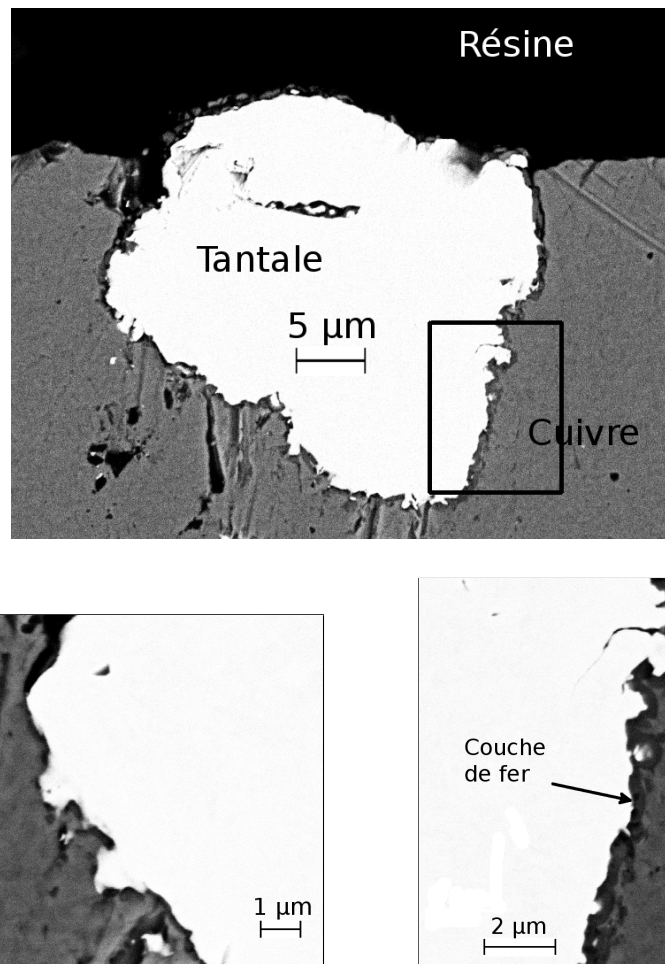 Résine
Tantale
5 µm
Cuivre
Couche
de fer
1 µm
2 µm